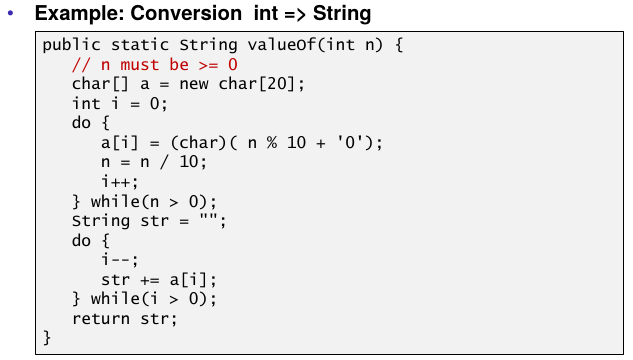 • Example: Conversion int => String
public static String valueOf(int n) {
// n must be >= 0
char[] a = new char[20];
int i = 0;
do {
a[i] = (char)( n % 10 + '0');
n = n / 10;
i++;
} while(n > 0);
String str = "";
do {
i--;
str += a[i];
} while(i > 0);
return str;
}